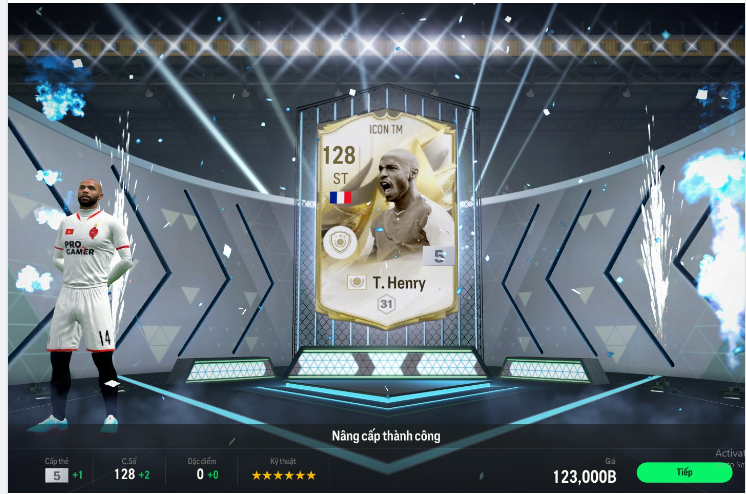 ICON TM
128
ST
5
T. Henry
31
PRO
GAMER
14
Nâng cấp thành công
Cấp thẻ
5 +1
C.Số
128 +2
Đặc điểm
0 +0
Kỹ thuật
Giá
123,000B
Tiếp
Activat